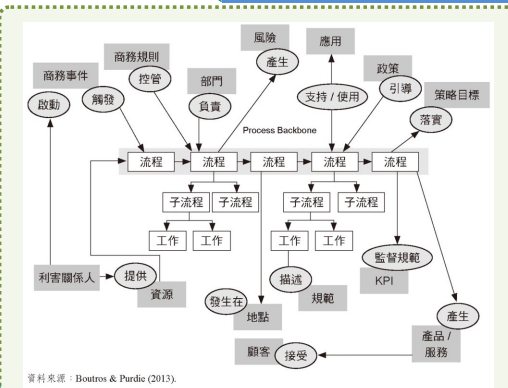 風險
產生
應用
商務規則
控管
商務事件
觸發
啟動
部門
負責
支持 / 使用
政策
引導
策略目標
落實
Process Backbone
流程 流程 流程 流程 流程
子流程 子流程 子流程 子流程
工作 工作 工作 工作
利害關係人
提供
資源
發生在
地點
描述
規範
監督規範
KPI
產生
產品 /
服務
顧客
接受
資料來源：Boutros & Purdie (2013).